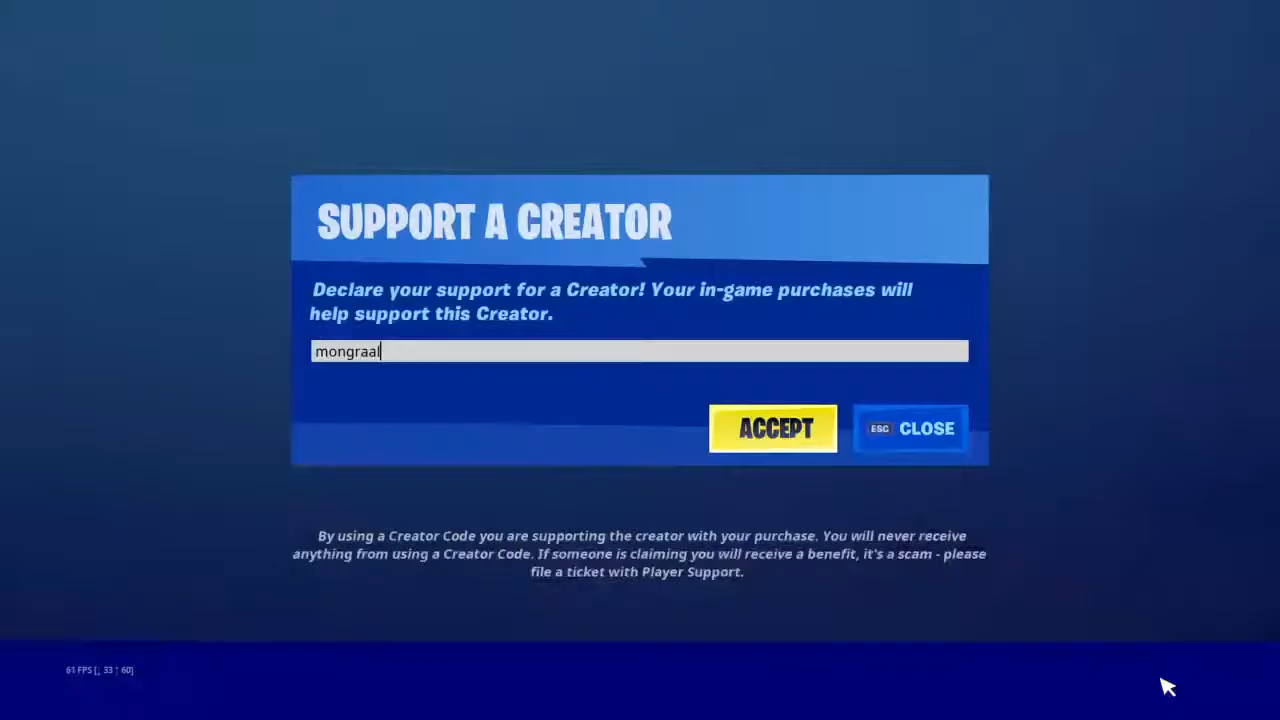 SUPPORT A CREATOR
Declare your support for a Creator! Your in-game purchases will
help support this Creator.
mongraal
ACCEPT
ESC CLOSE
By using a Creator Code you are supporting the creator with your purchase. You will never receive
anything from using a Creator Code. If someone is claiming you will receive a benefit, it's a scam - please
file a ticket with Player Support.
61 FPS [↓ 33 ↑ 60]